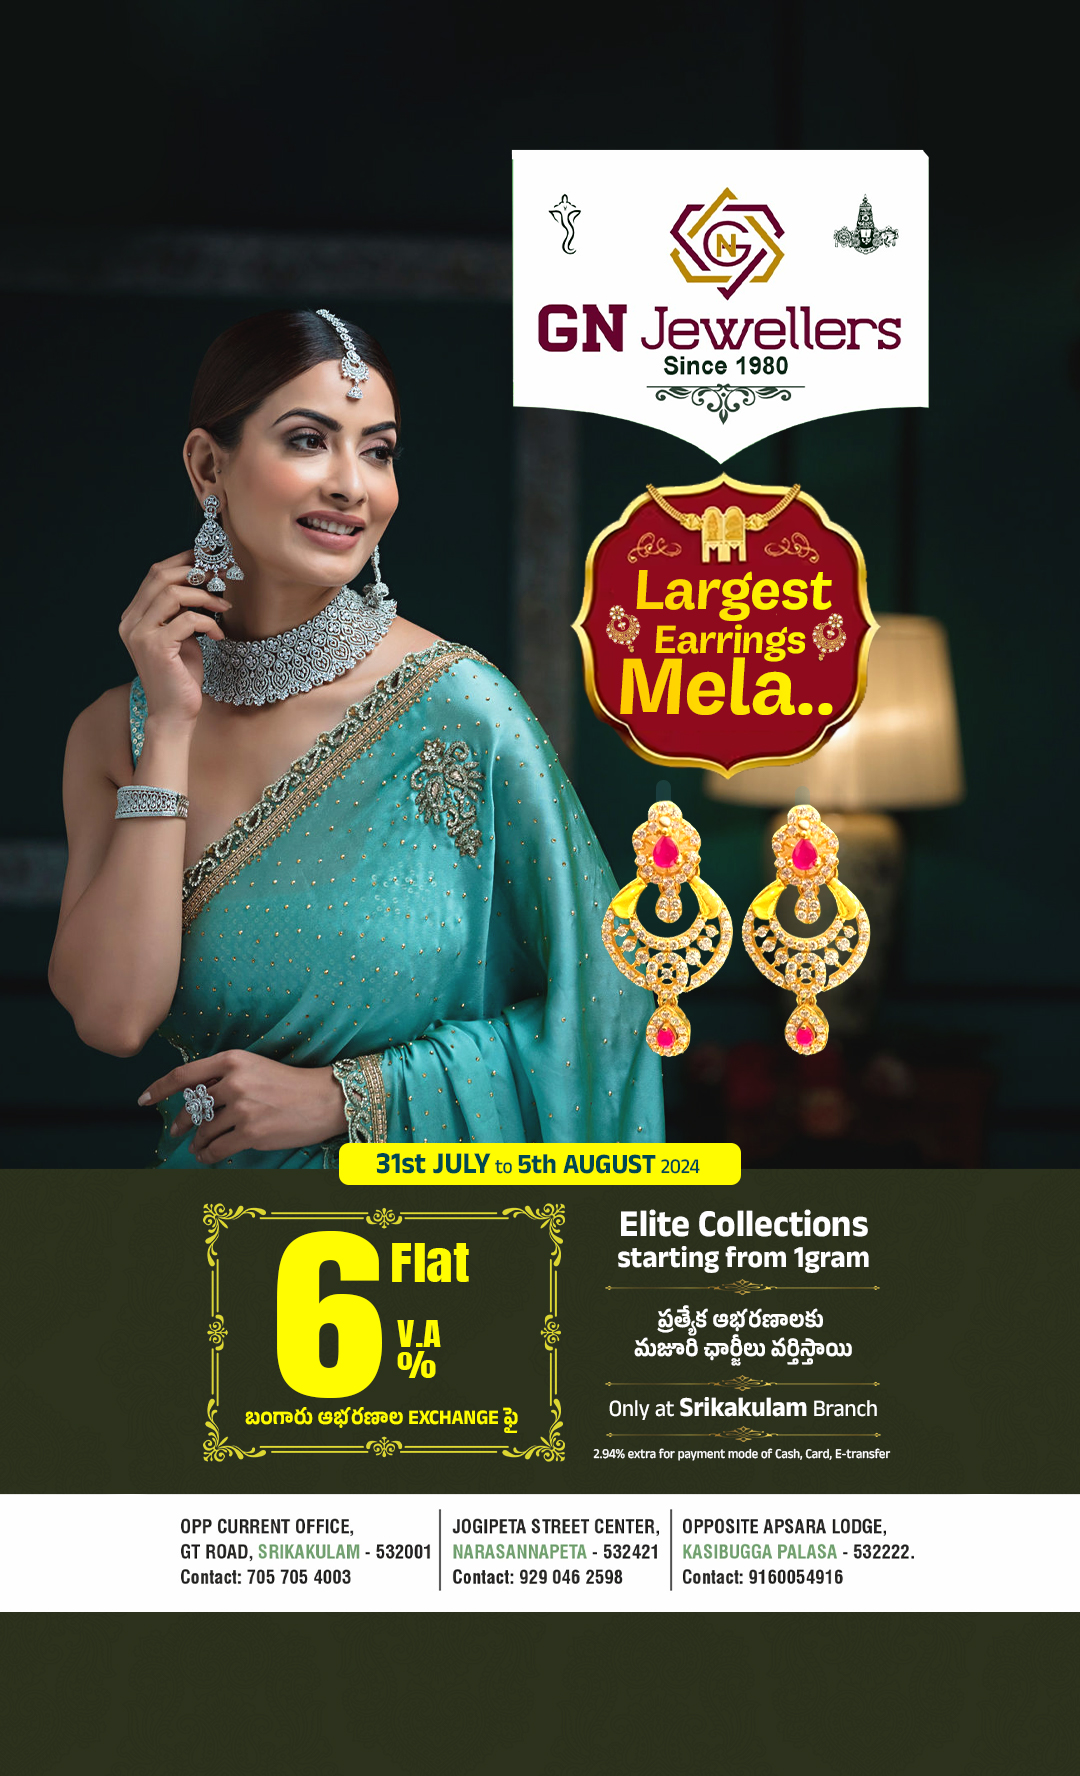 GN
GN Jewellers
Since 1980
Largest
Earrings
Mela..
31st JULY to 5th AUGUST 2024
6 Flat
V.A
%
బంగారు ఆభరణాల EXCHANGE ఫై
Elite Collections
starting from 1gram
ప్రత్యేక ఆభరణాలకు
మజూరి ఛార్జీలు వర్తిస్తాయి
Only at Srikakulam Branch
2.94% extra for payment mode of Cash, Card, E-transfer
OPP CURRENT OFFICE,
GT ROAD, SRIKAKULAM - 532001
Contact: 705 705 4003
JOGIPETA STREET CENTER,
NARASANNAPETA - 532421
Contact: 929 046 2598
OPPOSITE APSARA LODGE,
KASIBUGGA PALASA - 532222.
Contact: 9160054916